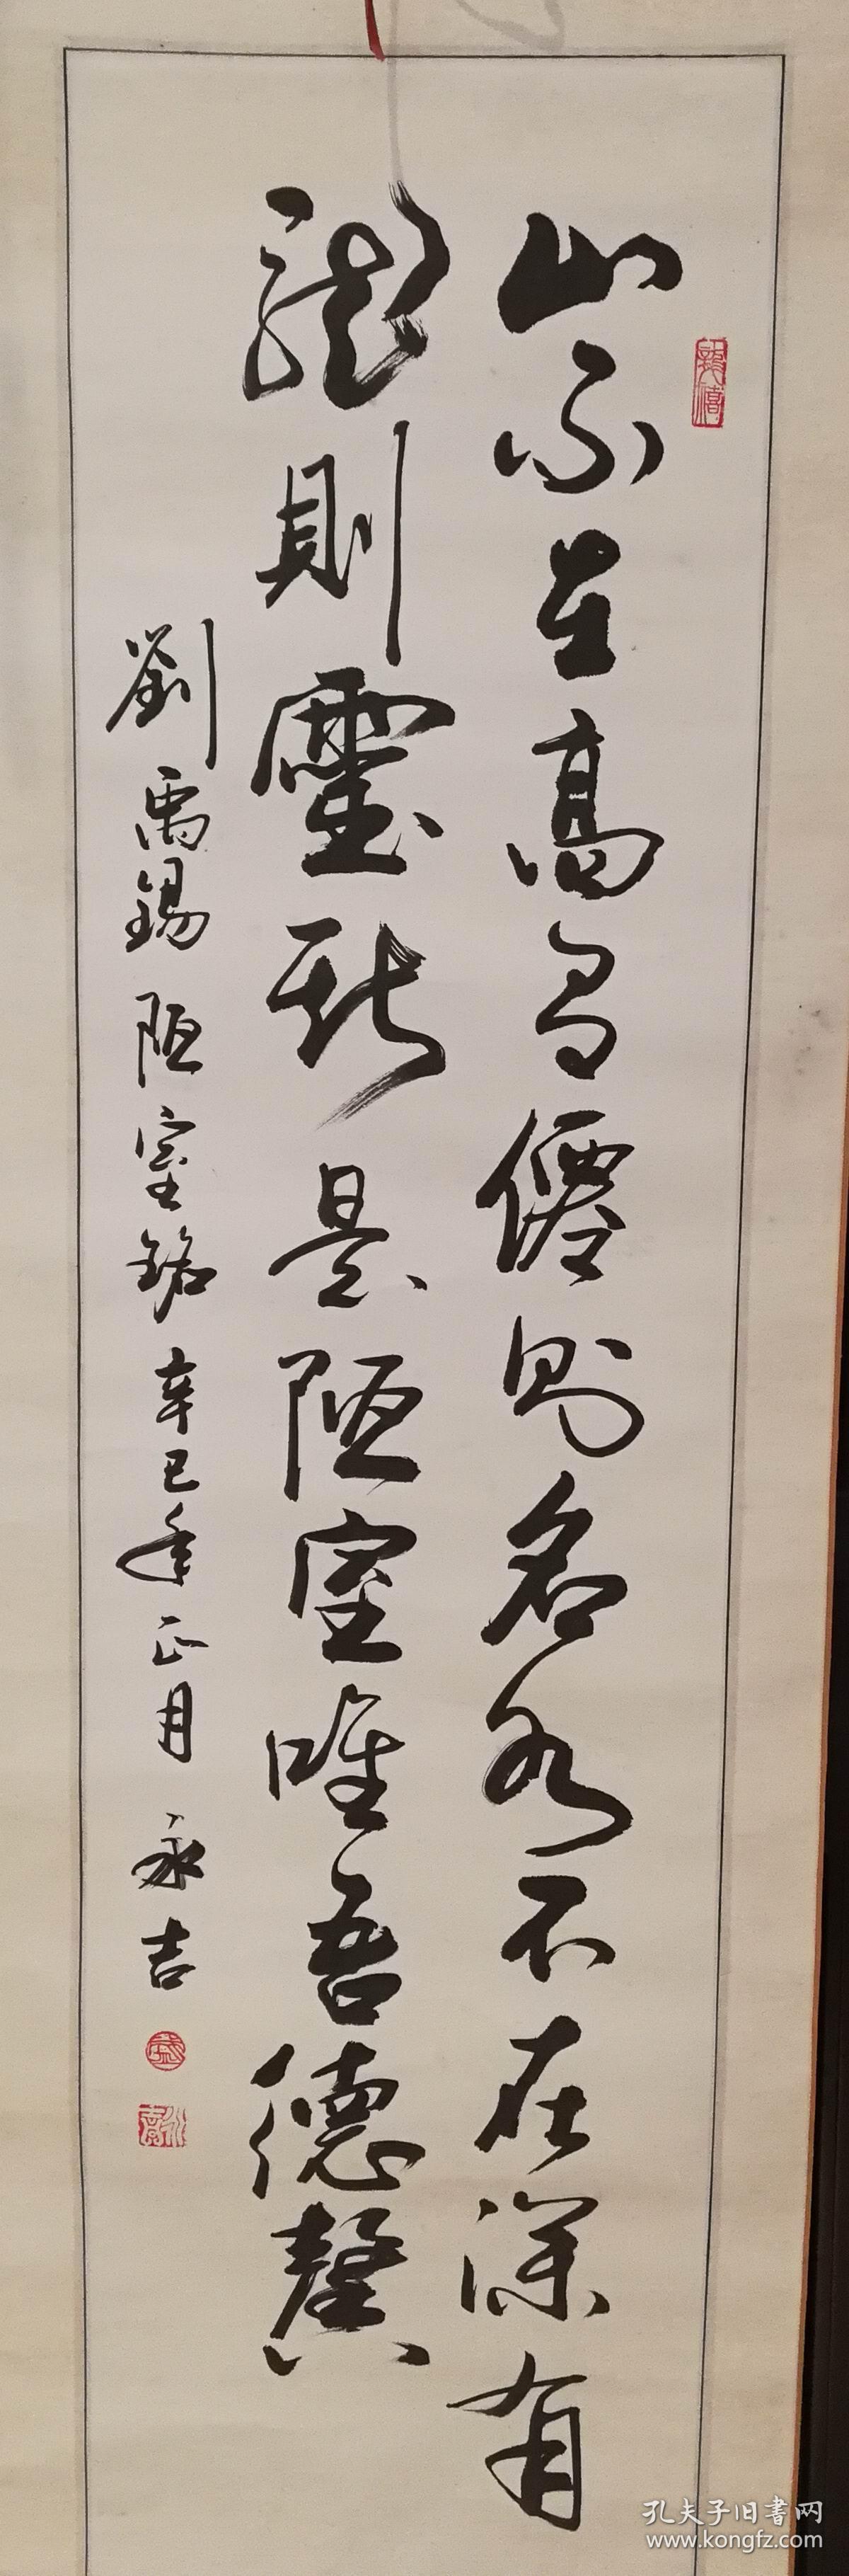 山不在高有僊則名水不在深有
龍則靈斯是陋室唯吾德馨
劉禹錫陋室銘辛巳年正月永吉
孔夫子旧書网
www.kongfz.com